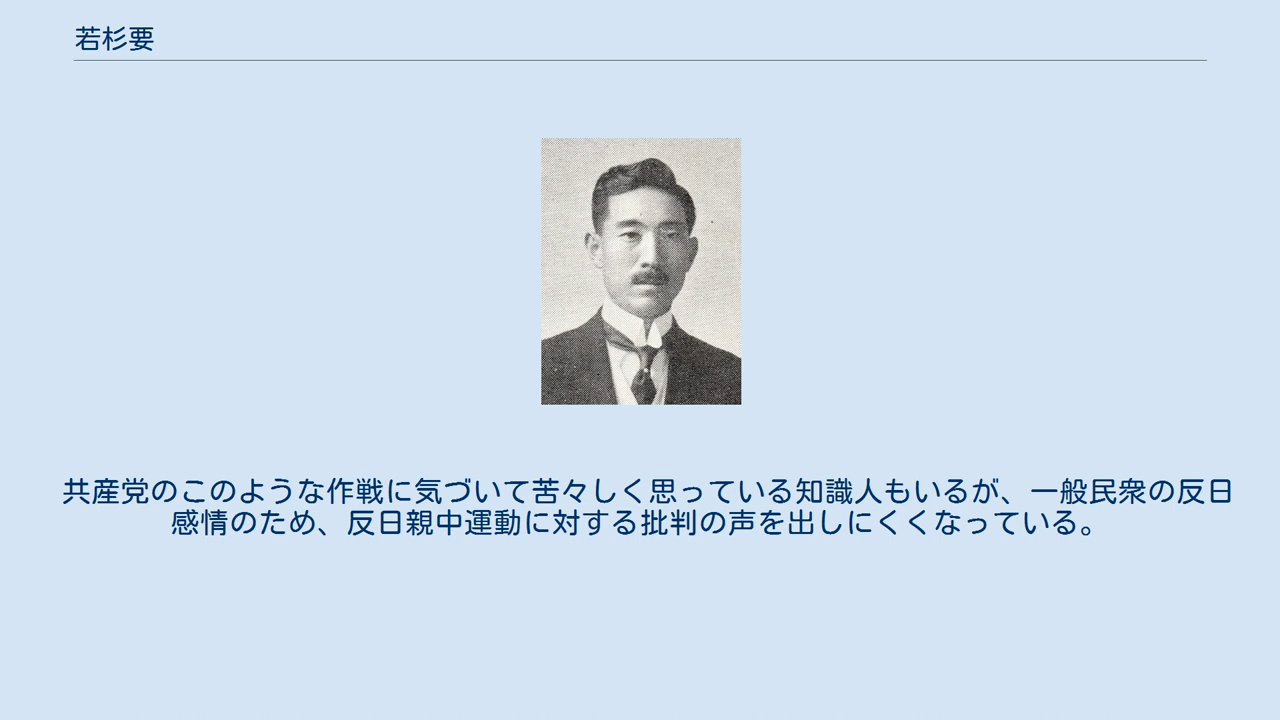 若杉要
共産党のこのような作戦に気づいて苦々しく思っている知識人もいるが、一般民衆の反日
感情のため、反日親中運動に対する批判の声を出しにくくなっている。